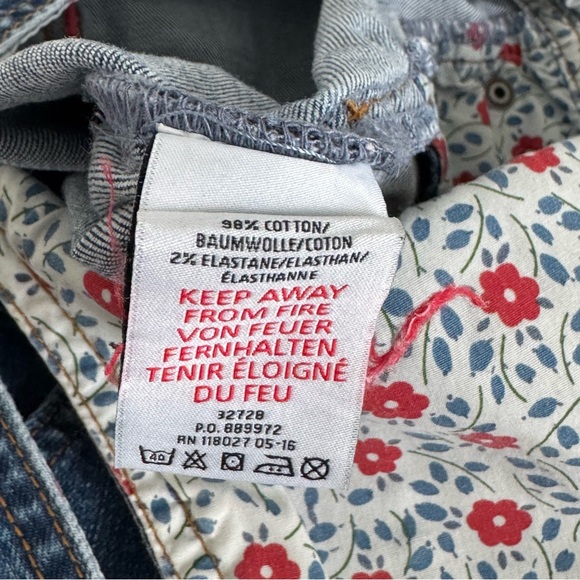 98% COTTON/
BAUMWOLLE/COTON
2% ELASTANE/ELASTHAN/
ÉLASTHANNE
KEEP AWAY
FROM FIRE
VON FEUER
FERNHALTEN
TENIR ÉLOIGNÉ
DU FEU
32728
P.O. 889972
RN 118027 05-16
40